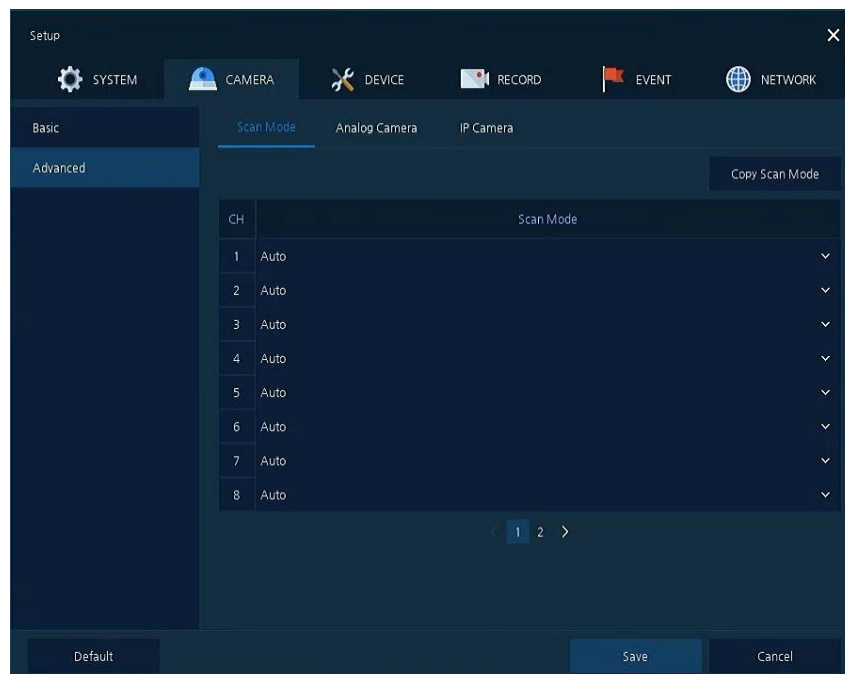 Setup
SYSTEM CAMERA DEVICE RECORD EVENT NETWORK
Basic Scan Mode Analog Camera IP Camera
Advanced
Copy Scan Mode
CH Scan Mode
1 Auto
2 Auto
3 Auto
4 Auto
5 Auto
6 Auto
7 Auto
8 Auto
1 2
Default Save Cancel